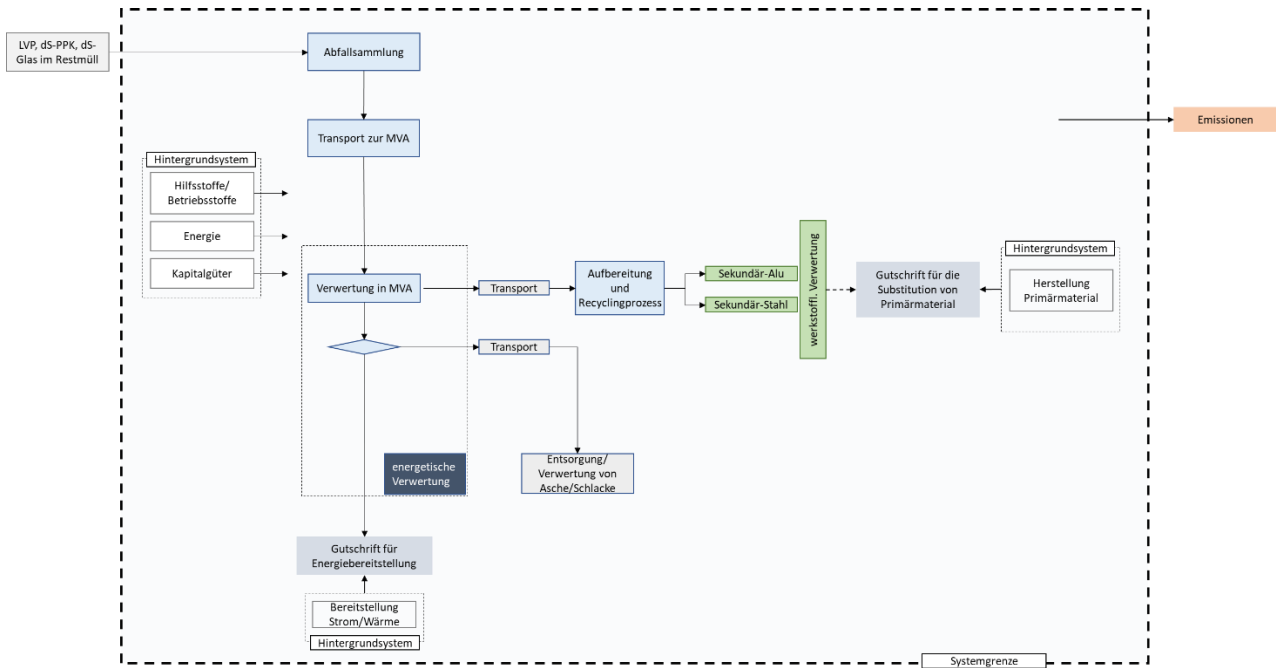 LVP, dS-PPK, dS-
Glas im Restmüll
Abfallsammlung
Transport zur MVA
Emissionen
Hintergrundsystem
Hilfsstoffe/
Betriebsstoffe
Energie
Kapitalgüter
Verwertung in MVA
Transport
Aufbereitung
und
Recyclingprozess
Sekundär-Alu
Sekundär-Stahl
werkstoffl. Verwertung
Gutschrift für die
Substitution von
Primärmaterial
Hintergrundsystem
Herstellung
Primärmaterial
Transport
energetische
Verwertung
Entsorgung/
Verwertung von
Asche/Schlacke
Gutschrift für
Energiebereitstellung
Bereitstellung
Strom/Wärme
Hintergrundsystem
Systemgrenze